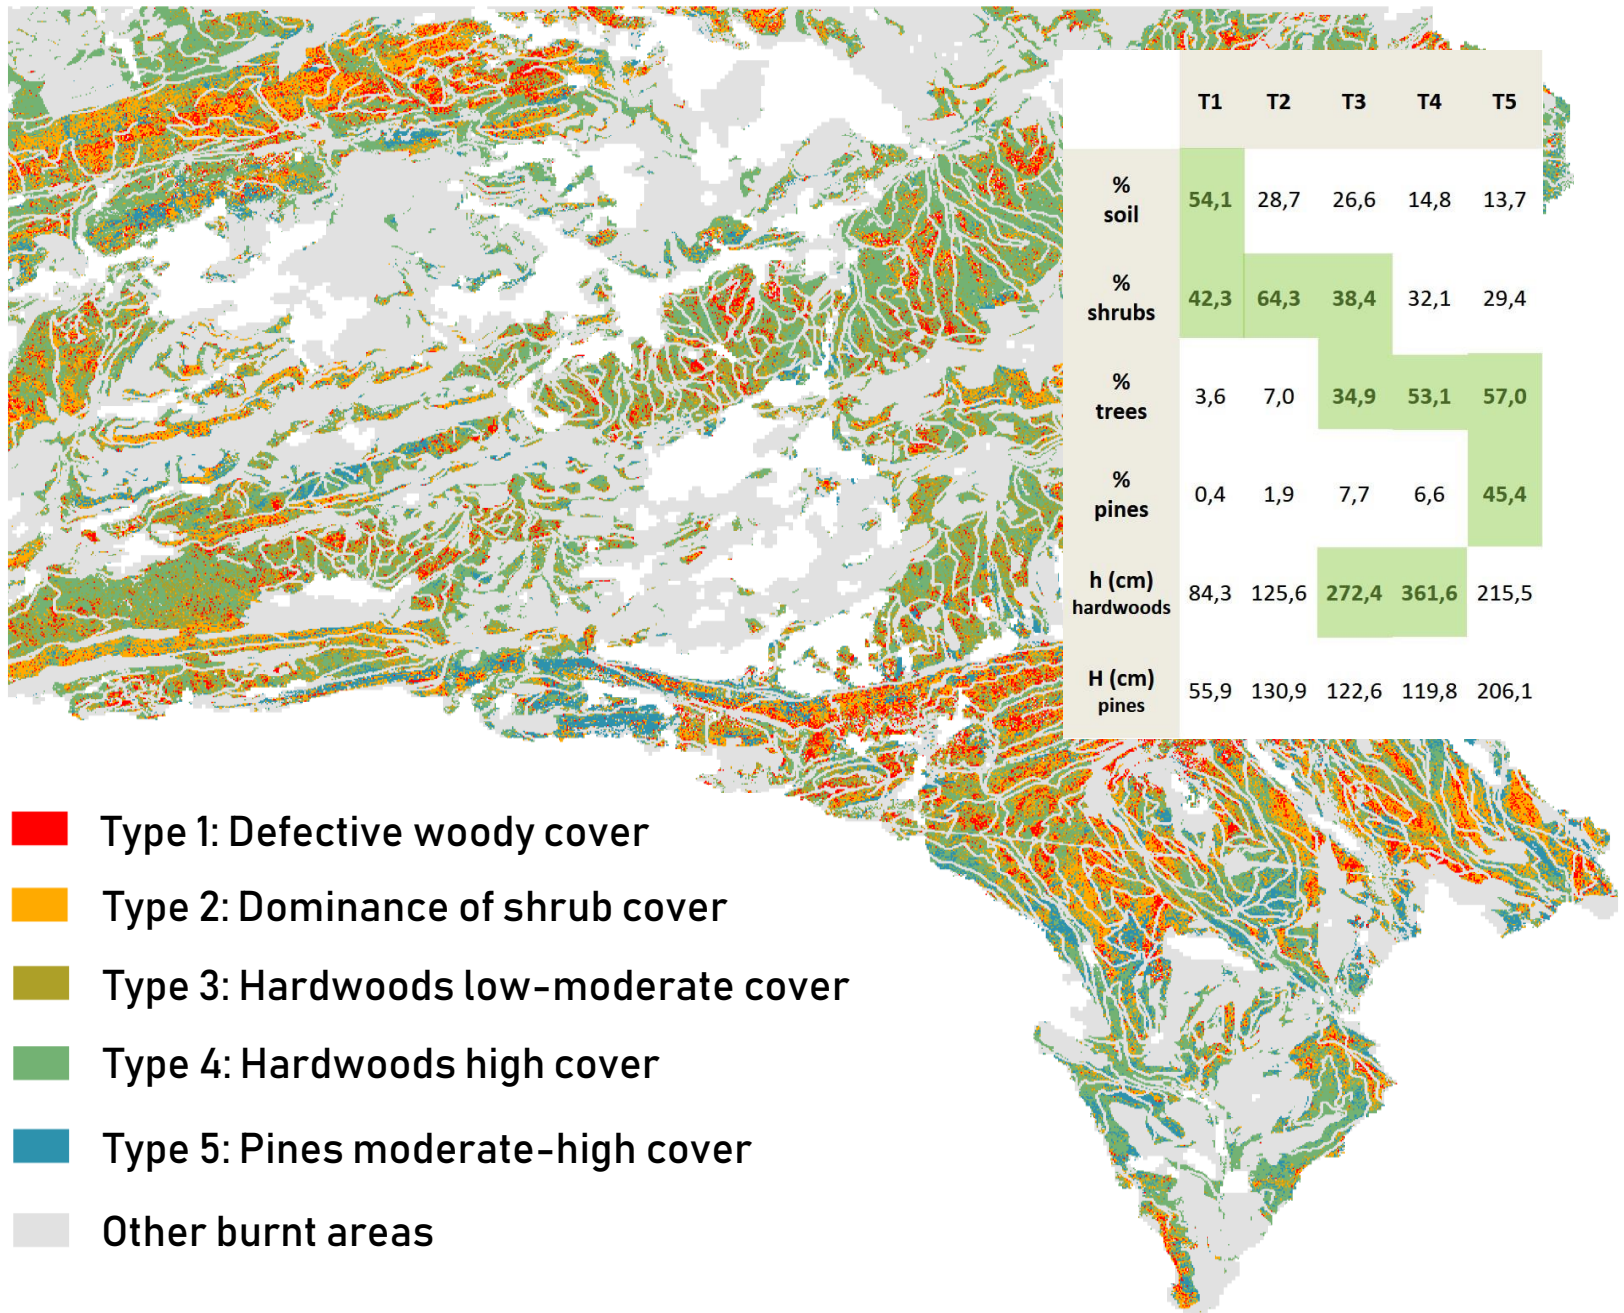 T1 T2 T3 T4 T5
%
soil
54,1 28,7 26,6 14,8 13,7
%
shrubs
42,3 64,3 38,4 32,1 29,4
%
trees
3,6 7,0 34,9 53,1 57,0
%
pines
0,4 1,9 7,7 6,6 45,4
h (cm)
hardwoods
84,3 125,6 272,4 361,6 215,5
H (cm)
pines
55,9 130,9 122,6 119,8 206,1
Type 1: Defective woody cover
Type 2: Dominance of shrub cover
Type 3: Hardwoods low-moderate cover
Type 4: Hardwoods high cover
Type 5: Pines moderate-high cover
Other burnt areas